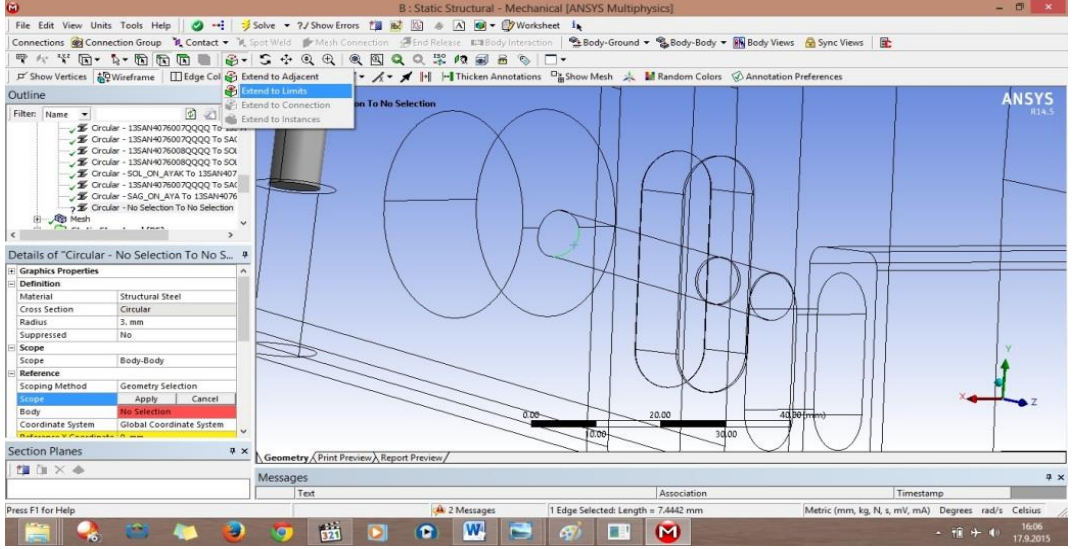 B : Static Structural - Mechanical [ANSYS Multiphysics]
File Edit View Units Tools Help Solve ?/ Show Errors Worksheet
Connections Connection Group Contact Spot Weld Mesh Connection End Release Body Interaction Body-Ground Body-Body Body Views Sync Views
Show Vertices Wireframe Edge Col Thicken Annotations Show Mesh Random Colors Annotation Preferences
Extend to Adjacent
Extend to Limits
Extend to Connection
Extend to Instances
Outline
Filter: Name
Circular - 13SAN4076007QQQQ To
Circular - 13SAN4076007QQQQ To SAG
Circular - 13SAN4076008QQQQ To SOL
Circular - 13SAN4076008QQQQ To SOL
Circular - SOL_ON_AYAK To 13SAN407
Circular - 13SAN4076007QQQQ To SAG
Circular - SAG_ON_AYA To 13SAN4076
Circular - No Selection To No Selection
Mesh
on To No Selection
ANSYS
R14.5
Details of "Circular - No Selection To No S...
Graphics Properties
Definition
Material Structural Steel
Cross Section Circular
Radius 3. mm
Suppressed No
Scope
Scope Body-Body
Reference
Scoping Method Geometry Selection
Scope Apply Cancel
Body No Selection
Coordinate System Global Coordinate System
Reference X Coordinate 0. mm
Section Planes
0.00 20.00 40.00 (mm)
10.00 30.00
Y
X Z
Geometry Print Preview Report Preview
Messages
Text Association Timestamp
Press F1 for Help 2 Messages 1 Edge Selected: Length = 7.4442 mm Metric (mm, kg, N, s, mV, mA) Degrees rad/s Celsius
321
16:06
17.9.2015